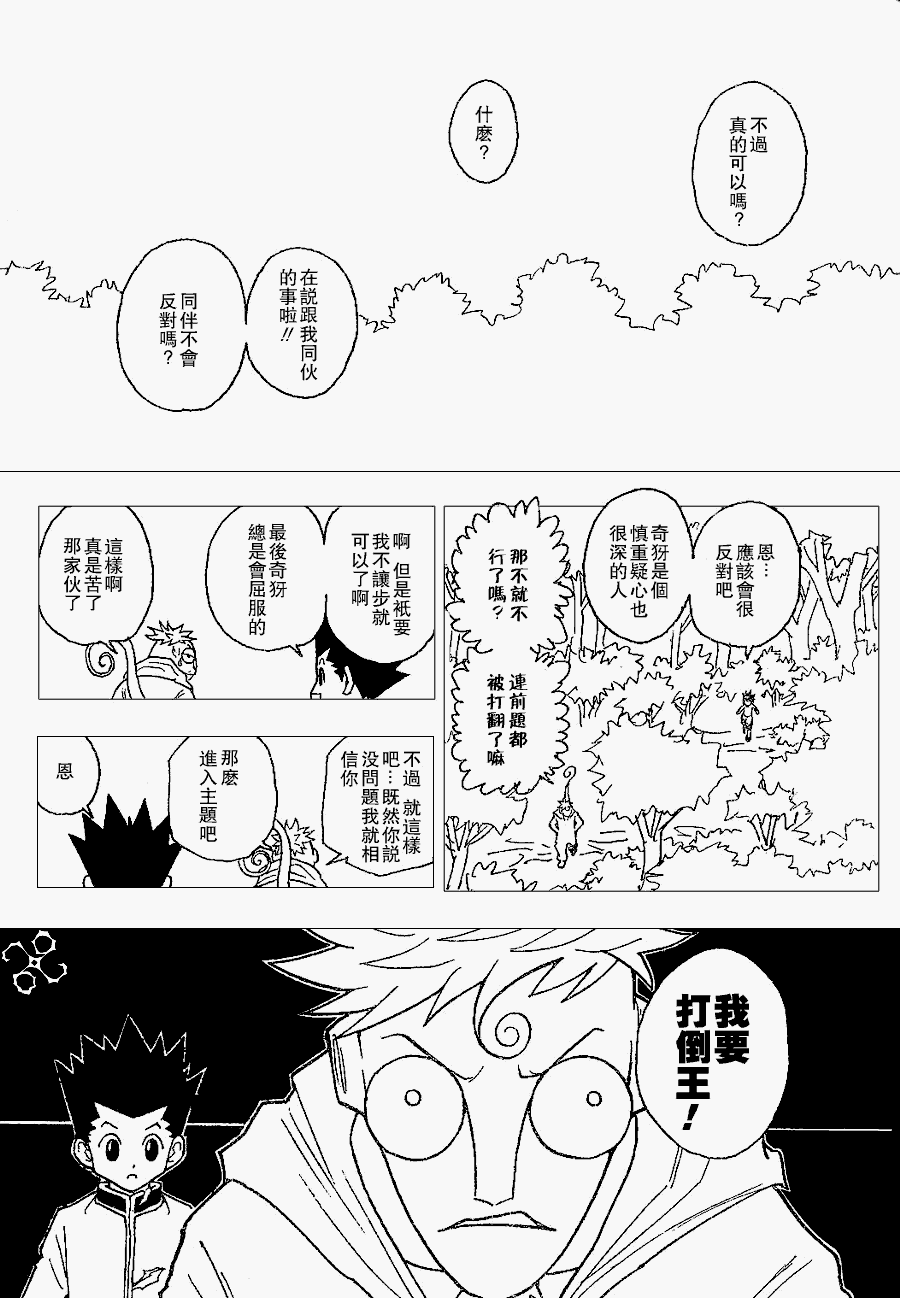 不過
真的可以嗎？
什麼？
在説跟我同伙
的事啦!!
同伴不會
反對嗎？
恩…
應該會很
反對吧
奇犽是個
慎重疑心也
很深的人
那不就不
行了嗎？
連前題都
被打翻了嘛
啊 但是衹要
我不讓步就
可以了啊
最後奇犽
總是會屈服的
這樣啊
真是苦了
那家伙了
不過 就這樣
吧…既然你說
没問題我就相
信你
那麼
進入主題吧
恩
我要
打倒王！